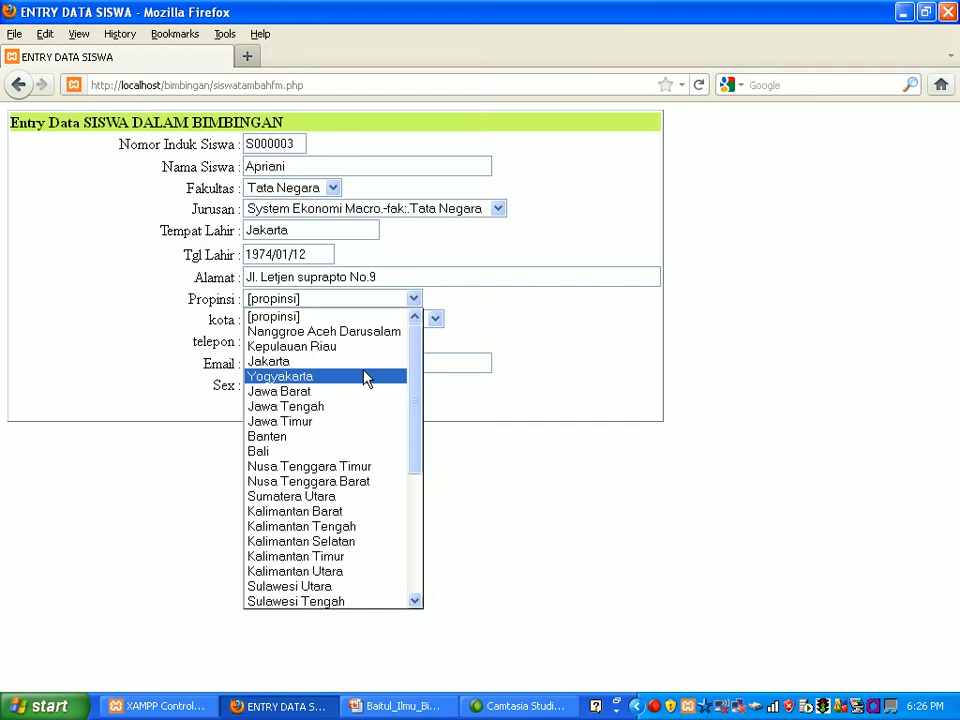 ENTRY DATA SISWA - Mozilla Firefox
File Edit View History Bookmarks Tools Help
ENTRY DATA SISWA
http://localhost/bimbingan/siswatambahfm.php
Google
Entry Data SISWA DALAM BIMBINGAN
Nomor Induk Siswa : S000003
Nama Siswa : Apriani
Fakultas : Tata Negara
Jurusan : System Ekonomi Macro.-fak:.Tata Negara
Tempat Lahir : Jakarta
Tgl Lahir : 1974/01/12
Alamat : Jl. Letjen suprapto No.9
Propinsi : [propinsi]
kota :
telepon :
Email :
Sex :
[propinsi]
Nanggroe Aceh Darusalam
Kepulauan Riau
Jakarta
Yogyakarta
Jawa Barat
Jawa Tengah
Jawa Timur
Banten
Bali
Nusa Tenggara Timur
Nusa Tenggara Barat
Sumatera Utara
Kalimantan Barat
Kalimantan Tengah
Kalimantan Selatan
Kalimantan Timur
Kalimantan Utara
Sulawesi Utara
Sulawesi Tengah
start XAMPP Control... ENTRY DATA S... Baitul_Ilmu_Bi... Camtasia Studi... 6:26 PM